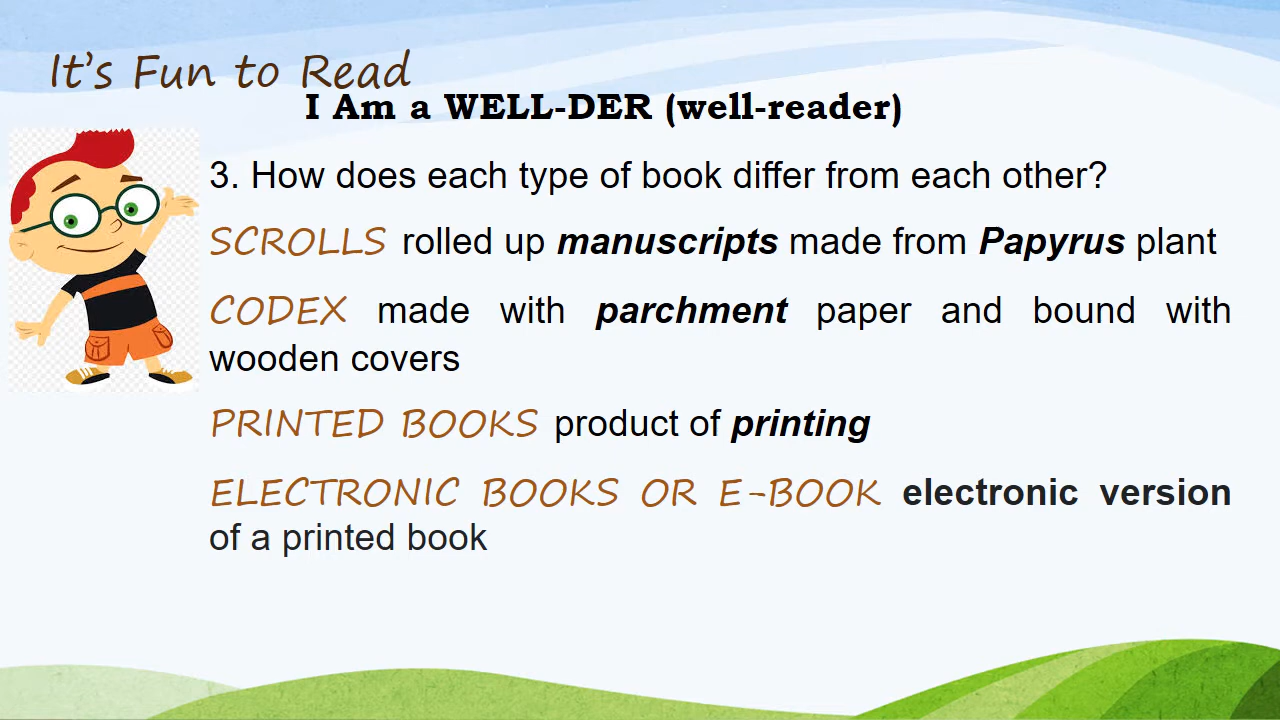 It's Fun to Read
I Am a WELL-DER (well-reader)
3. How does each type of book differ from each other?
SCROLLS rolled up manuscripts made from Papyrus plant
CODEX made with parchment paper and bound with
wooden covers
PRINTED BOOKS product of printing
ELECTRONIC BOOKS OR E-BOOK electronic version
of a printed book